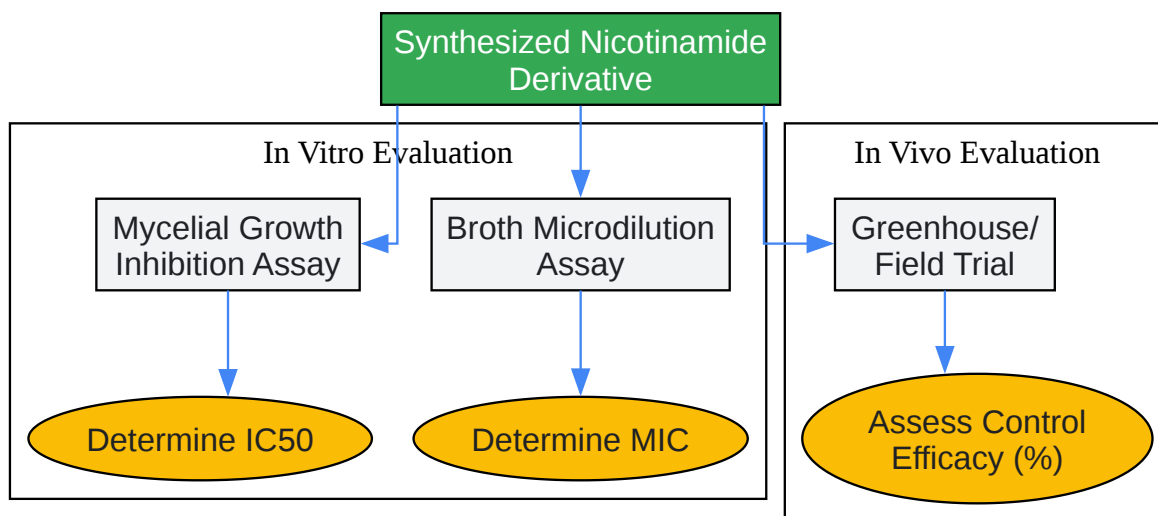 Synthesized Nicotinamide
Derivative
In Vitro Evaluation
In Vivo Evaluation
Mycelial Growth
Inhibition Assay
Broth Microdilution
Assay
Greenhouse/
Field Trial
Determine IC50
Determine MIC
Assess Control
Efficacy (%)